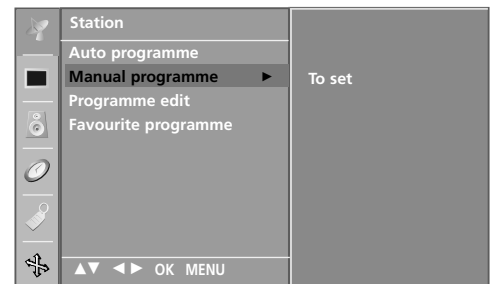 Station
Auto programme
Manual programme ►
To set
Programme edit
Favourite programme
▲▼ ◄► OK MENU